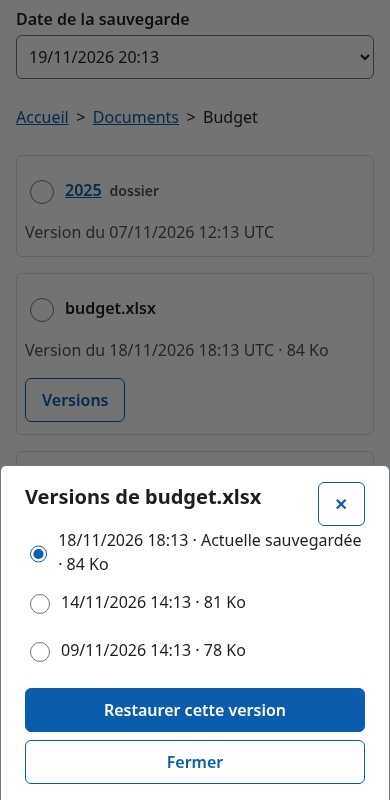 Date de la sauvegarde
19/11/2026 20:13
Accueil > Documents > Budget
2025 dossier
Version du 07/11/2026 12:13 UTC
budget.xlsx
Version du 18/11/2026 18:13 UTC · 84 Ko
Versions
Versions de budget.xlsx
×
18/11/2026 18:13 · Actuelle sauvegardée
· 84 Ko
14/11/2026 14:13 · 81 Ko
09/11/2026 14:13 · 78 Ko
Restaurer cette version
Fermer